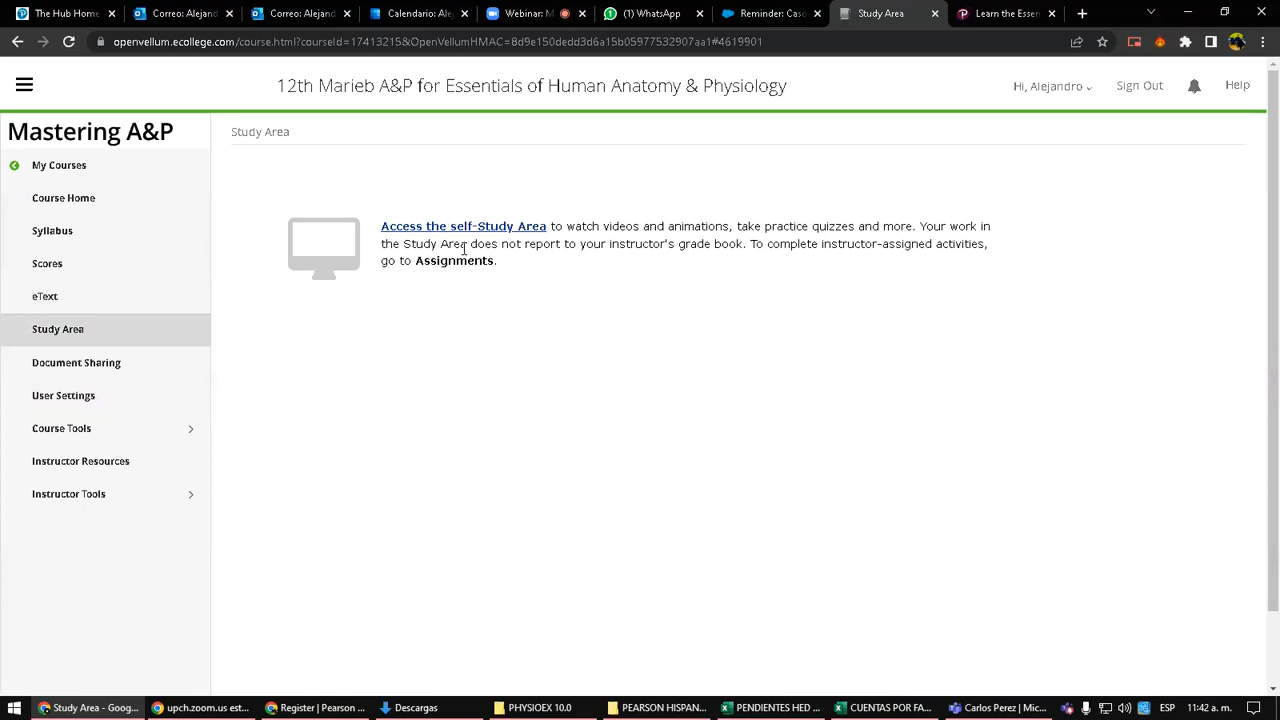 The Hub Home
Correo: Alejand
Correo: Alejand
Calendario: Alej
Webinar: M
(1) WhatsApp
Reminder: Caso
Study Area
Learn the Esser
openvellum.ecollege.com/course.html?courseId=17413215&OpenVellumHMAC=8d9e150dedd3d6a15b05977532907aa1#4619901
12th Marieb A&P for Essentials of Human Anatomy & Physiology
Hi, Alejandro
Sign Out
Help
Mastering A&P
Study Area
My Courses
Course Home
Syllabus
Scores
eText
Study Area
Document Sharing
User Settings
Course Tools
Instructor Resources
Instructor Tools
Access the self-Study Area to watch videos and animations, take practice quizzes and more. Your work in
the Study Area does not report to your instructor's grade book. To complete instructor-assigned activities,
go to Assignments.
Study Area - Goog...
upch.zoom.us est...
Register | Pearson ...
Descargas
PHYSIOEX 10.0
PEARSON HISPAN...
PENDIENTES HED ...
CUENTAS POR FA...
Carlos Perez | Mic...
ESP
11:42 a. m.